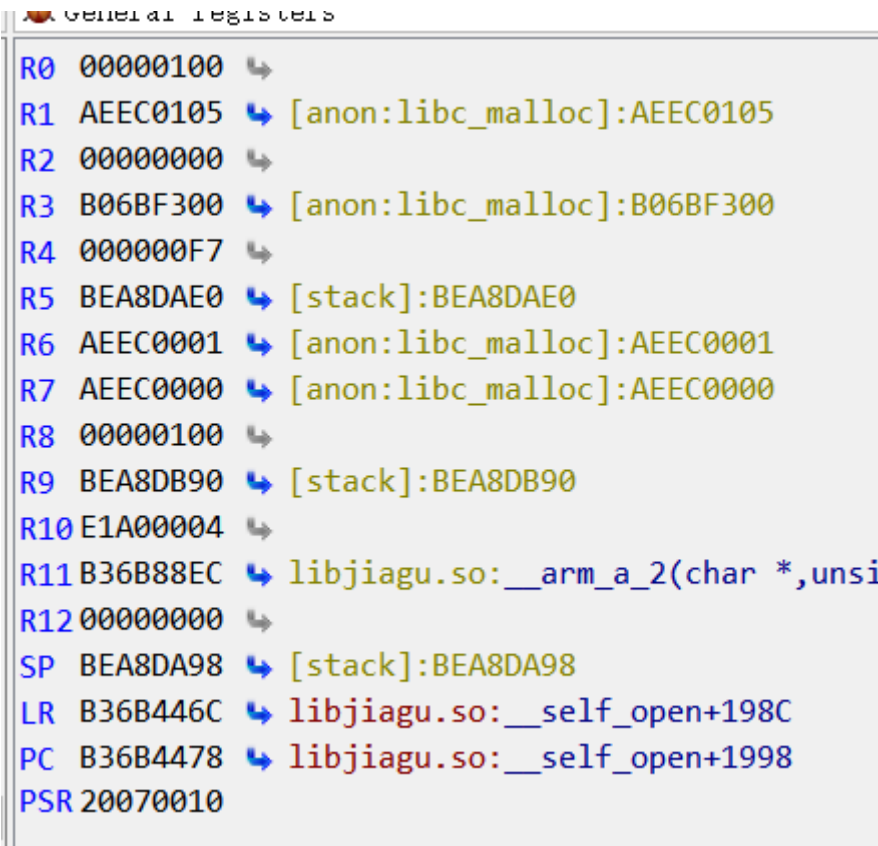 General registers
R0 00000100
R1 AEEC0105 [anon:libc_malloc]:AEEC0105
R2 00000000
R3 B06BF300 [anon:libc_malloc]:B06BF300
R4 000000F7
R5 BEA8DAE0 [stack]:BEA8DAE0
R6 AEEC0001 [anon:libc_malloc]:AEEC0001
R7 AEEC0000 [anon:libc_malloc]:AEEC0000
R8 00000100
R9 BEA8DB90 [stack]:BEA8DB90
R10 E1A00004
R11 B36B88EC libjiagu.so:__arm_a_2(char *,unsi
R12 00000000
SP BEA8DA98 [stack]:BEA8DA98
LR B36B446C libjiagu.so:__self_open+198C
PC B36B4478 libjiagu.so:__self_open+1998
PSR 20070010